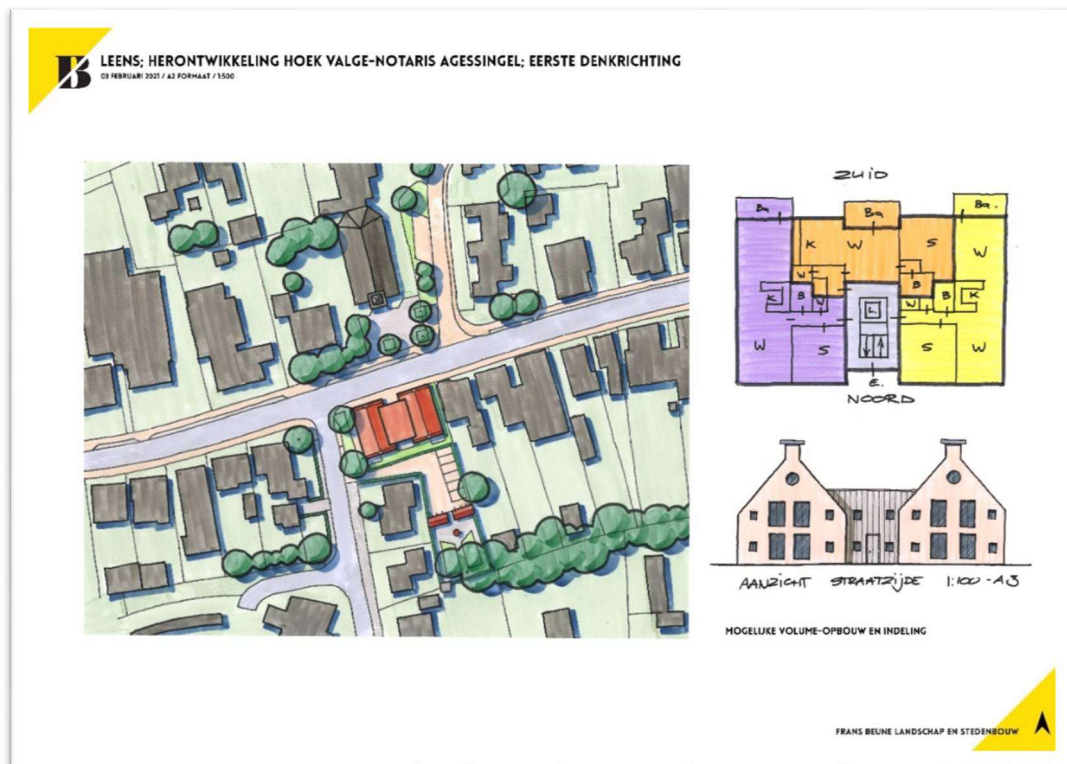 B
LEENS; HERONTWIKKELING HOEK VALGE-NOTARIS AGESSINGEL; EERSTE DENKRICHTING
03 FEBRUARI 2021 / A2 FORMAAT / 1:500
ZUID
Ba
Ba
Ba.
K W S
W
W
B
K B W
W B K
L
W S
S W
E.
NOORD
AANZICHT STRAATZIJDE 1:100 - A3
MOGELIJKE VOLUME-OPBOUW EN INDELING
FRANS BEUNE LANDSCHAP EN STEDENBOUW